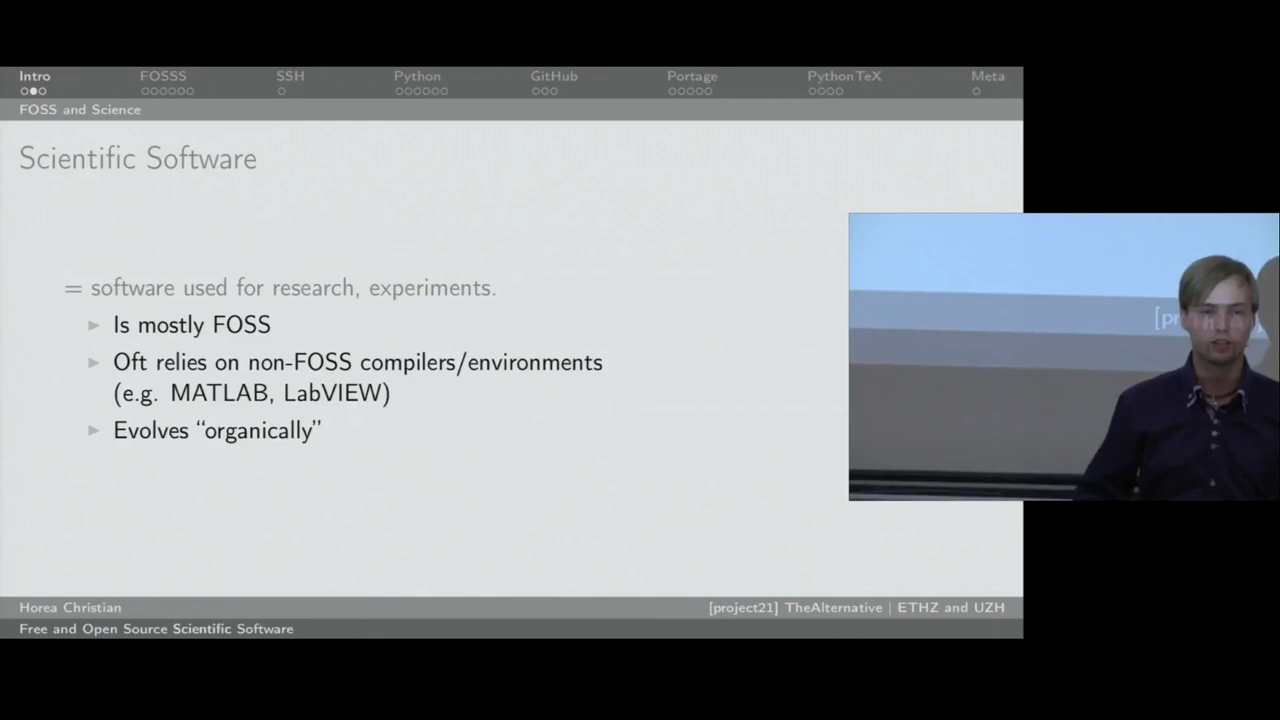 Intro FOSSS SSH Python GitHub Portage PythonTeX Meta
FOSS and Science
Scientific Software
= software used for research, experiments.
Is mostly FOSS
Oft relies on non-FOSS compilers/environments
(e.g. MATLAB, LabVIEW)
Evolves “organically”
Horea Christian [project21] TheAlternative | ETHZ and UZH
Free and Open Source Scientific Software